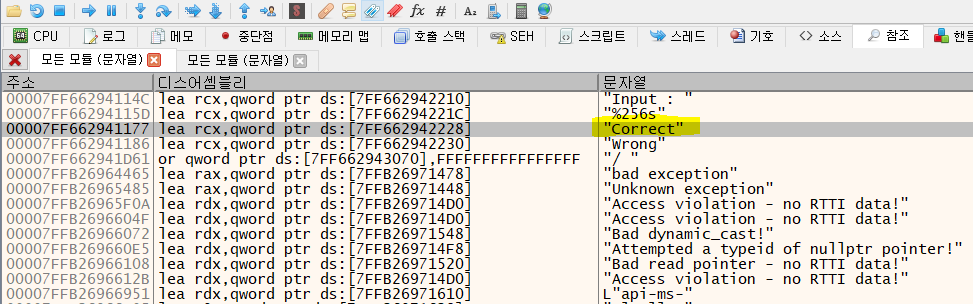 CPU 로그 메모 중단점 메모리 맵 호출 스택 SEH 스크립트 스레드 기호 <> 소스 참조
모든 모듈 (문자열) 모든 모듈 (문자열)
주소 디스어셈블리 문자열
00007FF66294114C lea rcx,qword ptr ds:[7FF662942210] "Input : "
00007FF66294115D lea rcx,qword ptr ds:[7FF66294221C] "%256s"
00007FF662941177 lea rcx,qword ptr ds:[7FF662942228] "Correct"
00007FF662941186 lea rcx,qword ptr ds:[7FF662942230] "Wrong"
00007FF662941D61 or qword ptr ds:[7FF662943070],FFFFFFFFFFFFFFFF "/ "
00007FFB26964465 lea rax,qword ptr ds:[7FFB26971478] "bad exception"
00007FFB26965485 lea rax,qword ptr ds:[7FFB26971448] "Unknown exception"
00007FFB26965F0A lea rdx,qword ptr ds:[7FFB269714D0] "Access violation - no RTTI data!"
00007FFB2696604F lea rdx,qword ptr ds:[7FFB269714D0] "Access violation - no RTTI data!"
00007FFB26966072 lea rdx,qword ptr ds:[7FFB26971548] "Bad dynamic_cast!"
00007FFB269660E5 lea rdx,qword ptr ds:[7FFB269714F8] "Attempted a typeid of nullptr pointer!"
00007FFB26966108 lea rdx,qword ptr ds:[7FFB26971520] "Bad read pointer - no RTTI data!"
00007FFB2696612B lea rdx,qword ptr ds:[7FFB269714D0] "Access violation - no RTTI data!"
00007FFB26966951 lea rdx,qword ptr ds:[7FFB26971610] L"api-ms-"